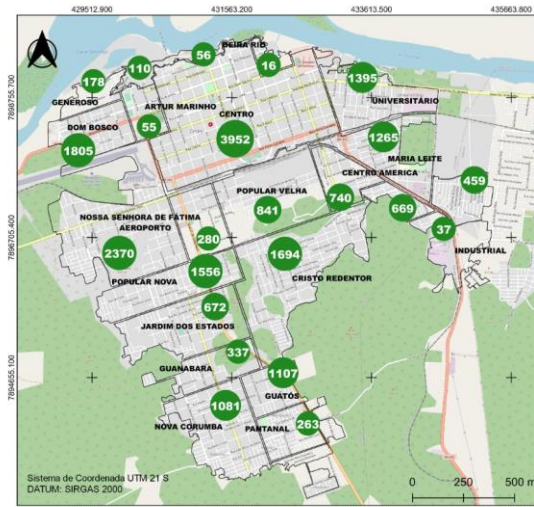 429512.900 431563.200 433613.500 435663.800
7898755.700
7896705.400
7894655.100
56
BEIRA RIO
110
16
178
1395
GENEROSO
ARTUR MARINHO
UNIVERSITÁRIO
CENTRO
DOM BOSCO
55
3952
1265
1805
MARIA LEITE
CENTRO AMERICA
459
POPULAR VELHA
740
841
669
NOSSA SENHORA DE FÁTIMA
AEROPORTO
280
37
2370
1694
INDUSTRIAL
1556
CRISTO REDENTOR
POPULAR NOVA
672
JARDIM DOS ESTADOS
337
GUANABARA
1107
GUATÓS
1081
NOVA CORUMBA
PANTANAL
263
Sistema de Coordenada UTM 21 S
DATUM: SIRGAS 2000
0 250 500 m